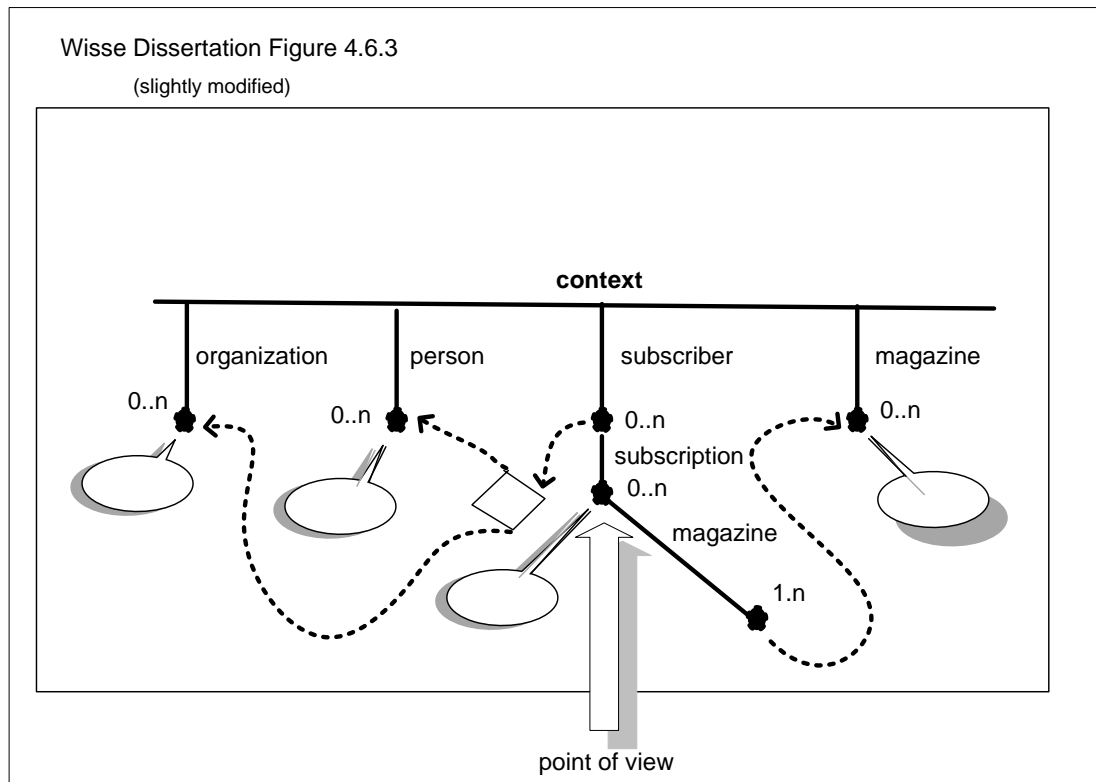 Wisse Dissertation Figure 4.6.3
(slightly modified)
context
organization
person
subscriber
magazine
0..n
0..n
0..n
0..n
subscription
0..n
magazine
1.n
point of view